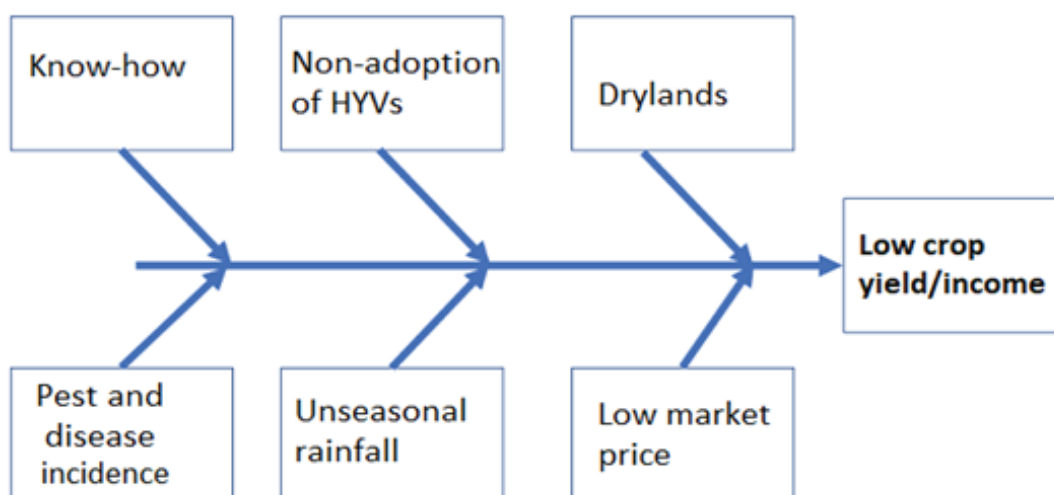 Know-how
Non-adoption
of HYVs
Drylands
Low crop
yield/income
Pest and
disease
incidence
Unseasonal
rainfall
Low market
price